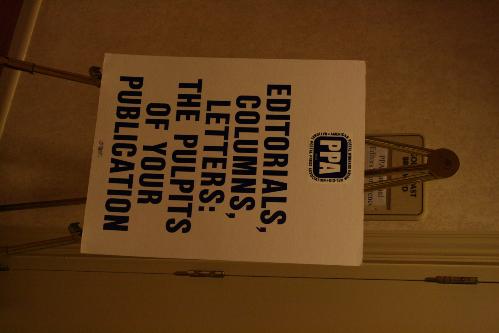 PPA
EDITORIALS,
COLUMNS,
LETTERS:
THE PULPITS
OF YOUR
PUBLICATION